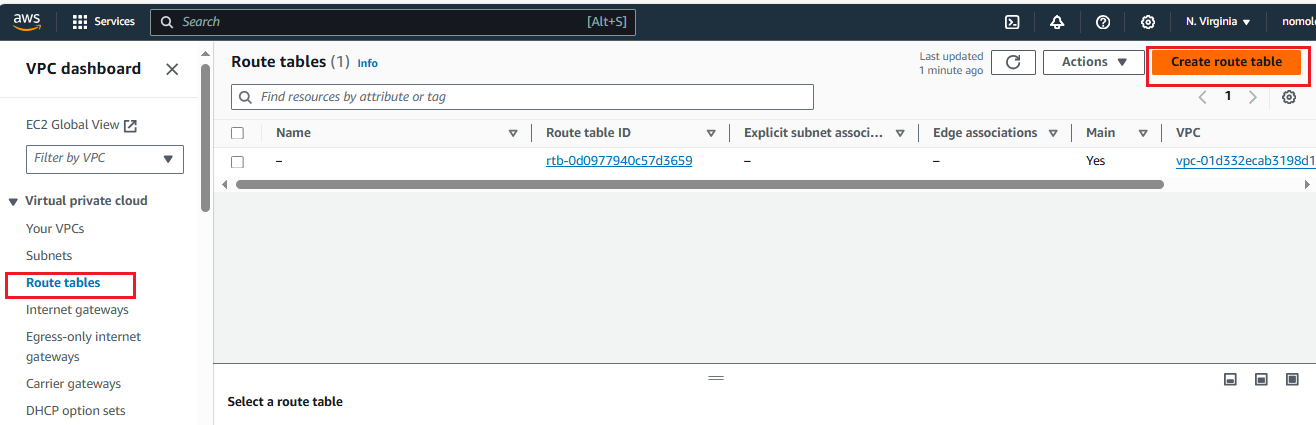 aws
Services
Search
[Alt+S]
N. Virginia
VPC dashboard
EC2 Global View
Filter by VPC
Virtual private cloud
Your VPCs
Subnets
Route tables
Internet gateways
Egress-only internet
gateways
Carrier gateways
DHCP option sets
Route tables (1) Info
Last updated
1 minute ago
Actions
Create route table
Find resources by attribute or tag
1
Name
Route table ID
Explicit subnet associ...
Edge associations
Main
VPC
–
rtb-0d0977940c57d3659
–
–
Yes
vpc-01d332ecab3198d1
Select a route table